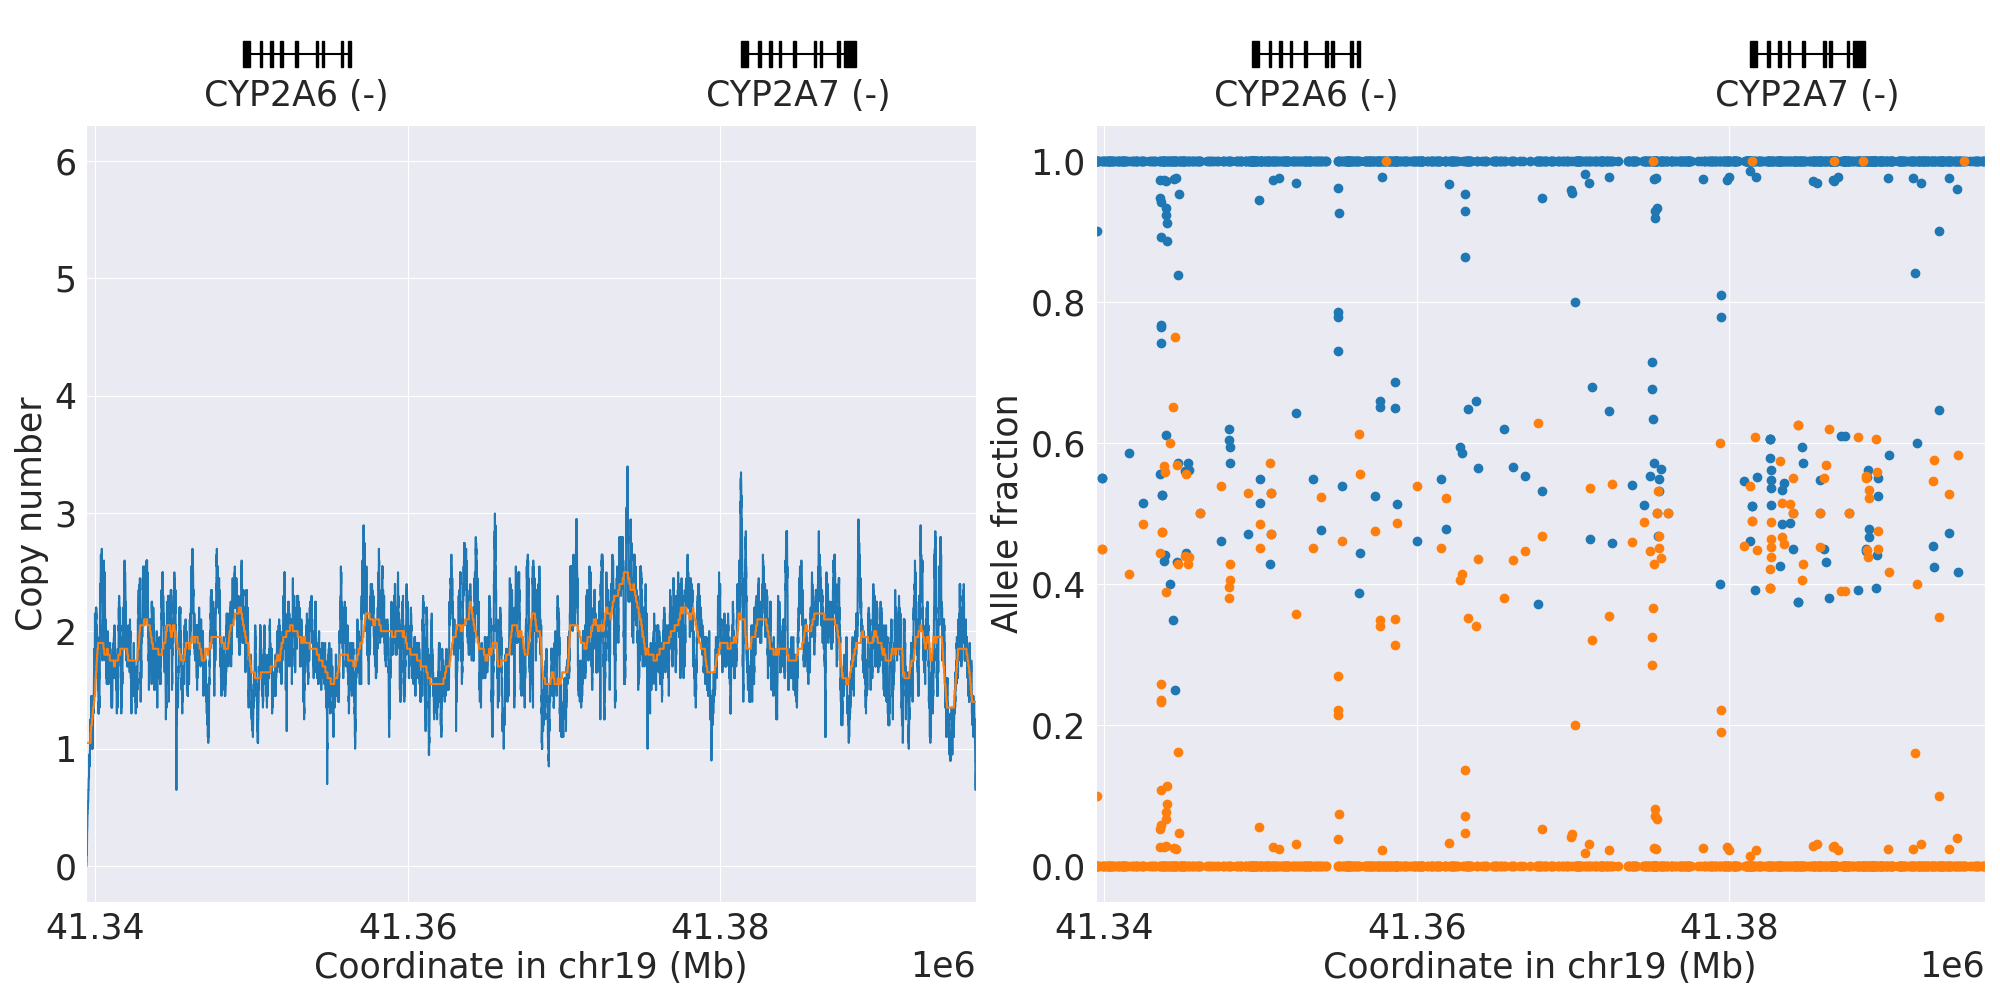 CYP2A6 (-)
CYP2A7 (-)
CYP2A6 (-)
CYP2A7 (-)
Copy number
6
5
4
3
2
1
0
41.34
41.36
41.38
Coordinate in chr19 (Mb)
1e6
Allele fraction
1.0
0.8
0.6
0.4
0.2
0.0
41.34
41.36
41.38
Coordinate in chr19 (Mb)
1e6